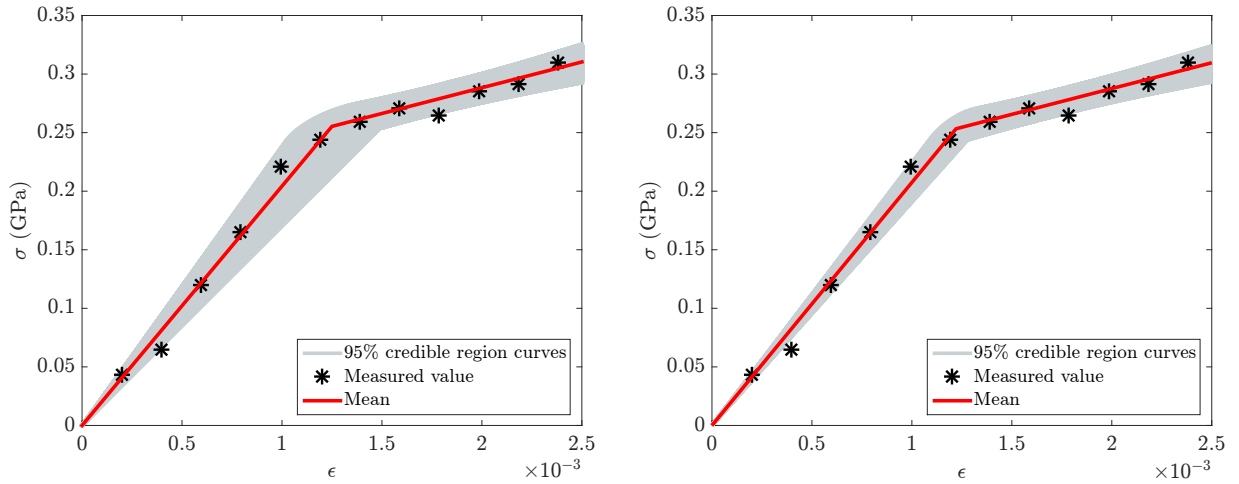 0.35
0.3
0.25
0.2
0.15
0.1
0.05
0
σ (GPa)
95% credible region curves
Measured value
Mean
0 0.5 1 1.5 2 2.5
ϵ ×10⁻³
0.35
0.3
0.25
0.2
0.15
0.1
0.05
0
σ (GPa)
95% credible region curves
Measured value
Mean
0 0.5 1 1.5 2 2.5
ϵ ×10⁻³